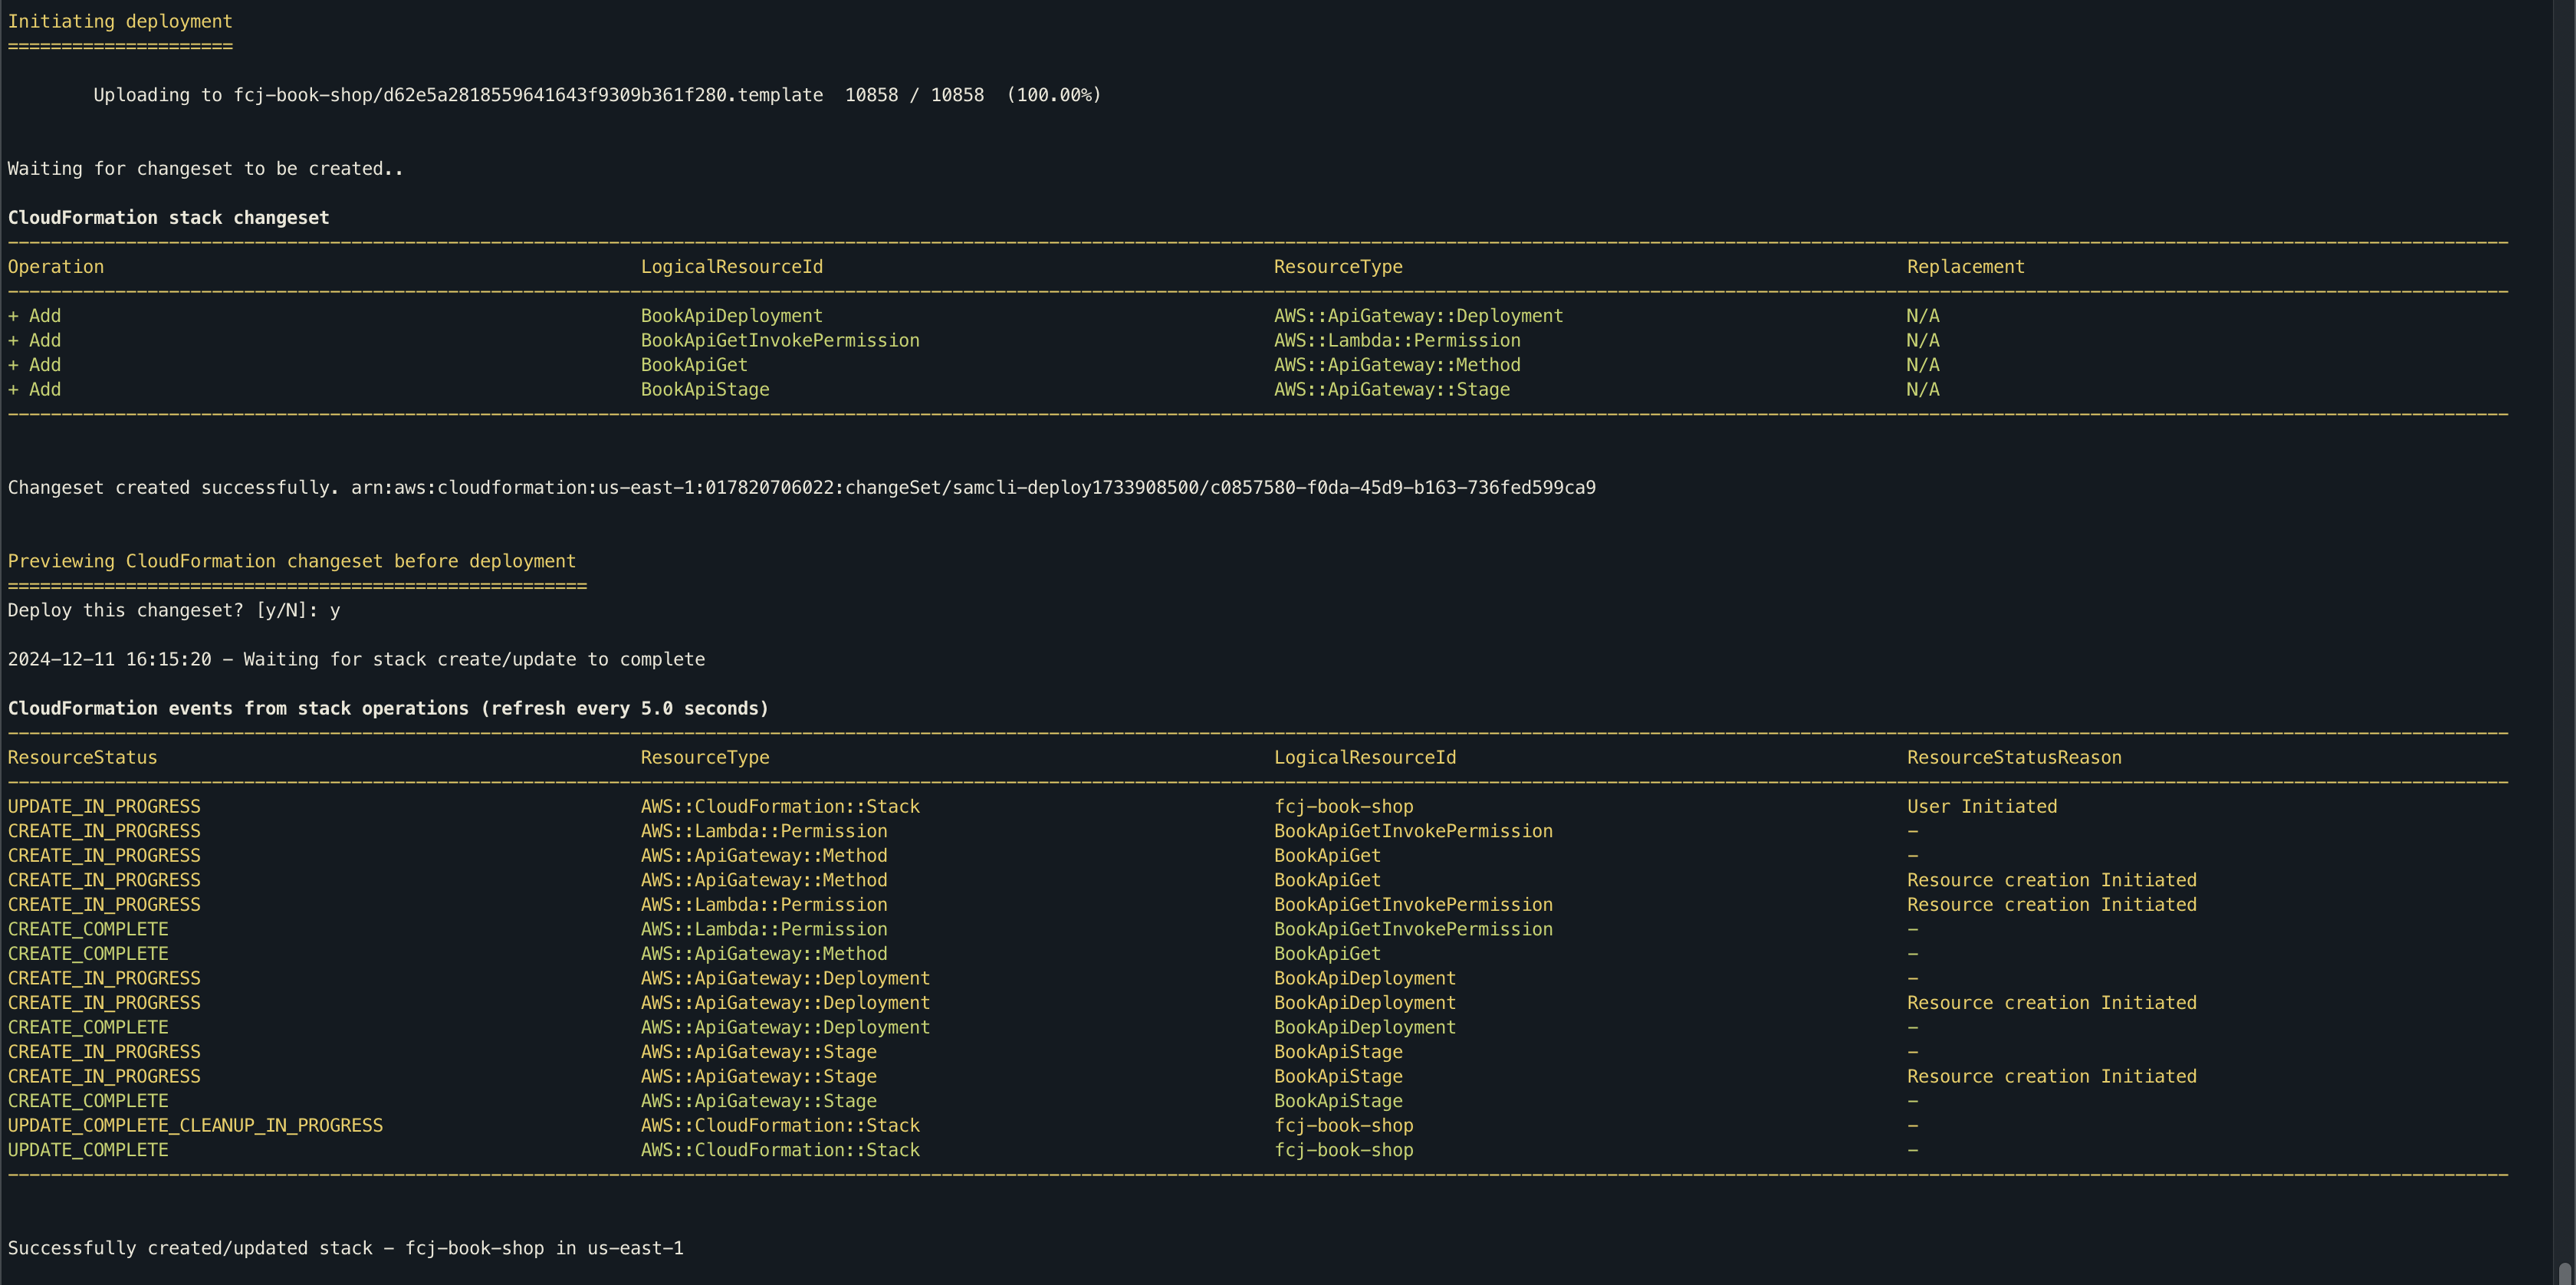 Initiating deployment
=====================
Uploading to fcj-book-shop/d62e5a2818559641643f9309b361f280.template  10858 / 10858  (100.00%)
Waiting for changeset to be created..
CloudFormation stack changeset
Operation LogicalResourceId ResourceType Replacement
+ Add BookApiDeployment AWS::ApiGateway::Deployment N/A
+ Add BookApiGetInvokePermission AWS::Lambda::Permission N/A
+ Add BookApiGet AWS::ApiGateway::Method N/A
+ Add BookApiStage AWS::ApiGateway::Stage N/A
Changeset created successfully. arn:aws:cloudformation:us-east-1:017820706022:changeSet/samcli-deploy1733908500/c0857580-f0da-45d9-b163-736fed599ca9
Previewing CloudFormation changeset before deployment
======================================================
Deploy this changeset? [y/N]: y
2024-12-11 16:15:20 - Waiting for stack create/update to complete
CloudFormation events from stack operations (refresh every 5.0 seconds)
ResourceStatus ResourceType LogicalResourceId ResourceStatusReason
UPDATE_IN_PROGRESS AWS::CloudFormation::Stack fcj-book-shop User Initiated
CREATE_IN_PROGRESS AWS::Lambda::Permission BookApiGetInvokePermission -
CREATE_IN_PROGRESS AWS::ApiGateway::Method BookApiGet -
CREATE_IN_PROGRESS AWS::ApiGateway::Method BookApiGet Resource creation Initiated
CREATE_IN_PROGRESS AWS::Lambda::Permission BookApiGetInvokePermission Resource creation Initiated
CREATE_COMPLETE AWS::Lambda::Permission BookApiGetInvokePermission -
CREATE_COMPLETE AWS::ApiGateway::Method BookApiGet -
CREATE_IN_PROGRESS AWS::ApiGateway::Deployment BookApiDeployment -
CREATE_IN_PROGRESS AWS::ApiGateway::Deployment BookApiDeployment Resource creation Initiated
CREATE_COMPLETE AWS::ApiGateway::Deployment BookApiDeployment -
CREATE_IN_PROGRESS AWS::ApiGateway::Stage BookApiStage -
CREATE_IN_PROGRESS AWS::ApiGateway::Stage BookApiStage Resource creation Initiated
CREATE_COMPLETE AWS::ApiGateway::Stage BookApiStage -
UPDATE_COMPLETE_CLEANUP_IN_PROGRESS AWS::CloudFormation::Stack fcj-book-shop -
UPDATE_COMPLETE AWS::CloudFormation::Stack fcj-book-shop -
Successfully created/updated stack - fcj-book-shop in us-east-1